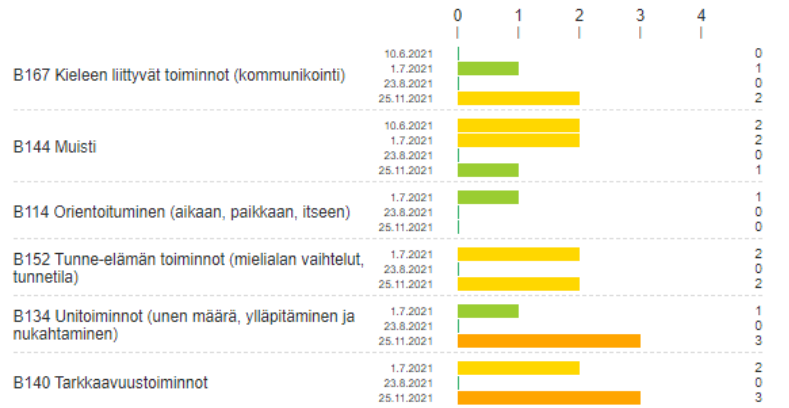 0 1 2 3 4
B167 Kieleen liittyvät toiminnot (kommunikointi)
10.6.2021 0
1.7.2021 1
23.8.2021 0
25.11.2021 2
B144 Muisti
10.6.2021 2
1.7.2021 2
23.8.2021 0
25.11.2021 1
B114 Orientoituminen (aikaan, paikkaan, itseen)
1.7.2021 1
23.8.2021 0
25.11.2021 0
B152 Tunne-elämän toiminnot (mielialan vaihtelut,
tunnetila)
1.7.2021 2
23.8.2021 0
25.11.2021 2
B134 Unitoiminnot (unen määrä, ylläpitäminen ja
nukahtaminen)
1.7.2021 1
23.8.2021 0
25.11.2021 3
B140 Tarkkaavuustoiminnot
1.7.2021 2
23.8.2021 0
25.11.2021 3